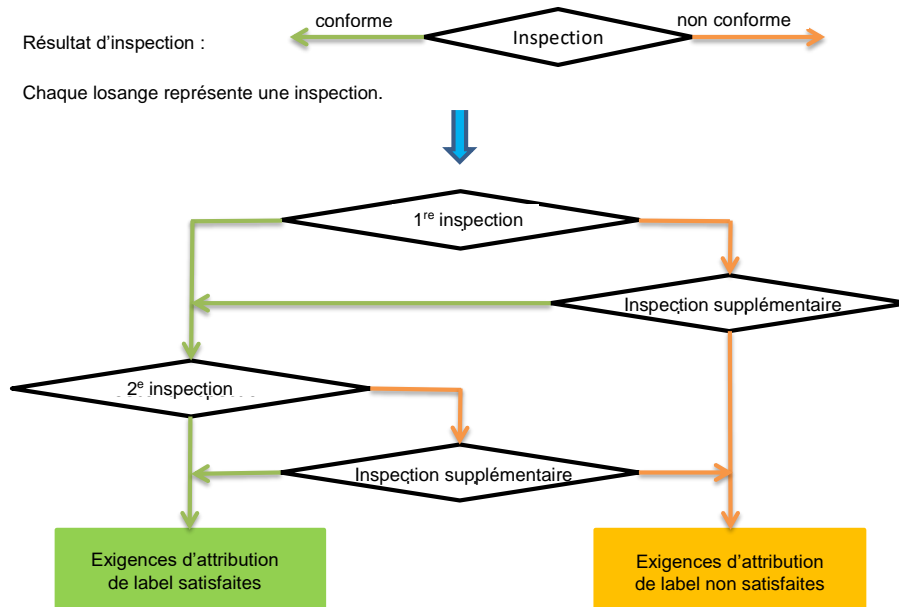 conforme
non conforme
Résultat d’inspection :
Inspection
Chaque losange représente une inspection.
1re inspection
Inspection supplémentaire
2e inspection
Inspection supplémentaire
Exigences d’attribution
de label satisfaites
Exigences d’attribution
de label non satisfaites